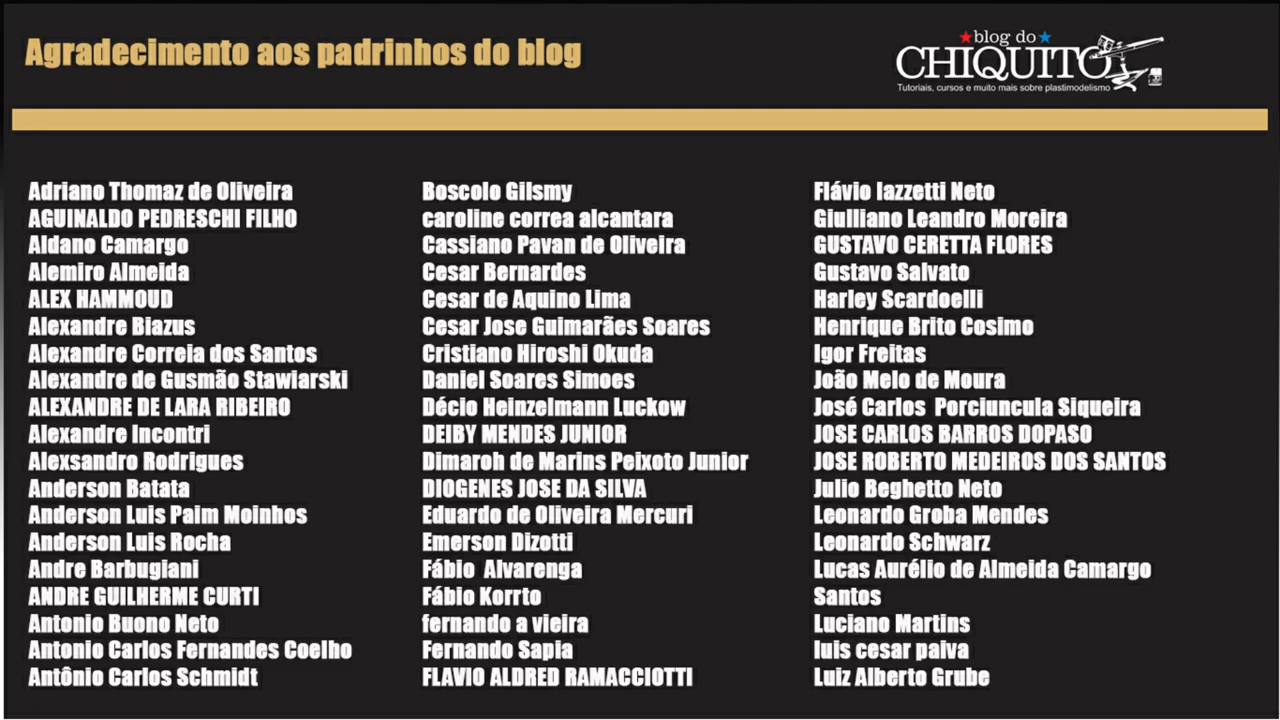 Agradecimento aos padrinhos do blog
blog do
CHIQUITO
Tutoriais, cursos e muito mais sobre plastimodelismo
Adriano Thomaz de Oliveira
AGUINALDO PEDRESCHI FILHO
Aldano Camargo
Alemiro Almeida
ALEX HAMMOUD
Alexandre Biazus
Alexandre Correia dos Santos
Alexandre de Gusmão Stawiarski
ALEXANDRE DE LARA RIBEIRO
Alexandre Incontri
Alexsandro Rodrigues
Anderson Batata
Anderson Luis Paim Moinhos
Anderson Luis Rocha
Andre Barbugiani
ANDRE GUILHERME CURTI
Antonio Buono Neto
Antonio Carlos Fernandes Coelho
Antônio Carlos Schmidt
Boscolo Gilsmy
caroline correa alcantara
Cassiano Pavan de Oliveira
Cesar Bernardes
Cesar de Aquino Lima
Cesar Jose Guimarães Soares
Cristiano Hiroshi Okuda
Daniel Soares Simoes
Décio Heinzelmann Luckow
DEIBY MENDES JUNIOR
Dimaroh de Marins Peixoto Junior
DIOGENES JOSE DA SILVA
Eduardo de Oliveira Mercuri
Emerson Dizotti
Fábio  Alvarenga
Fábio Korrto
fernando a vieira
Fernando Sapia
FLAVIO ALDRED RAMACCIOTTI
Flávio Iazzetti Neto
Giulliano Leandro Moreira
GUSTAVO CERETTA FLORES
Gustavo Salvato
Harley Scardoelli
Henrique Brito Cosimo
Igor Freitas
João Melo de Moura
José Carlos  Porciuncula Siqueira
JOSE CARLOS BARROS DOPASO
JOSE ROBERTO MEDEIROS DOS SANTOS
Julio Beghetto Neto
Leonardo Groba Mendes
Leonardo Schwarz
Lucas Aurélio de Almeida Camargo
Santos
Luciano Martins
luis cesar paiva
Luiz Alberto Grube